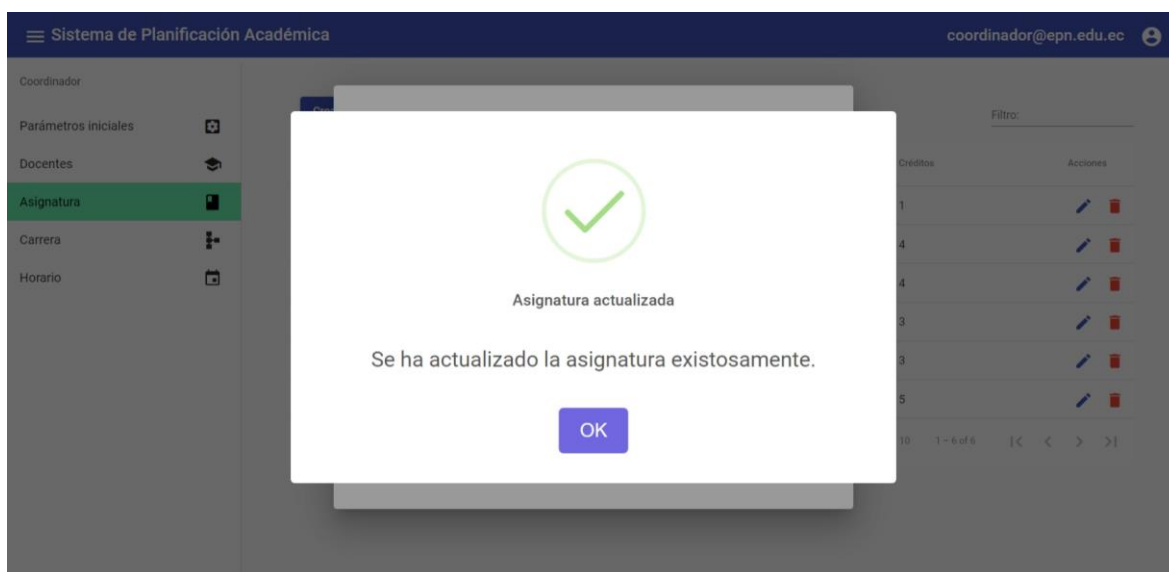 Sistema de Planificación Académica
coordinador@epn.edu.ec
Coordinador
Parámetros iniciales
Docentes
Asignatura
Carrera
Horario
Filtro:
Créditos
Acciones
1
4
4
3
3
5
10
1 – 6 of 6
Asignatura actualizada
Se ha actualizado la asignatura existosamente.
OK